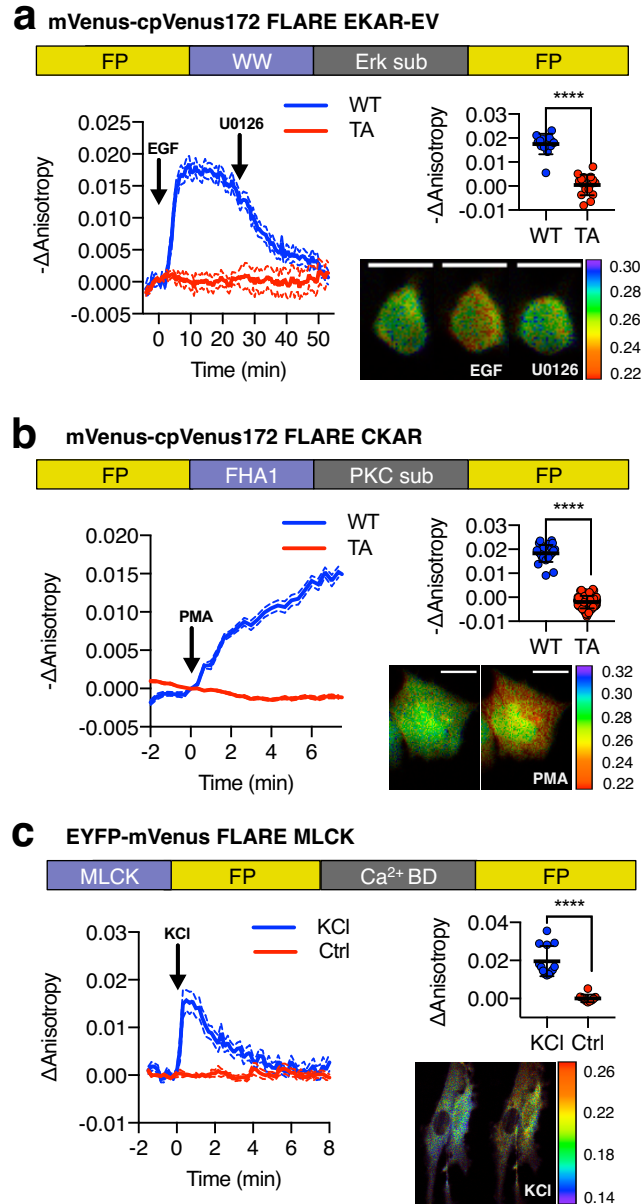 a mVenus-cpVenus172 FLARE EKAR-EV
FP WW Erk sub FP
WT
TA
EGF
U0126
-ΔAnisotropy
0.025
0.020
0.015
0.010
0.005
0.000
-0.005
0 10 20 30 40 50
Time (min)
****
-ΔAnisotropy
0.03
0.02
0.01
0.00
-0.01
WT TA
EGF U0126
0.30
0.28
0.26
0.24
0.22
b mVenus-cpVenus172 FLARE CKAR
FP FHA1 PKC sub FP
WT
TA
PMA
-ΔAnisotropy
0.020
0.015
0.010
0.005
0.000
-0.005
-2 0 2 4 6
Time (min)
****
-ΔAnisotropy
0.03
0.02
0.01
0.00
-0.01
WT TA
PMA
0.32
0.30
0.28
0.26
0.24
0.22
c EYFP-mVenus FLARE MLCK
MLCK FP Ca²⁺ BD FP
KCl
Ctrl
KCl
ΔAnisotropy
0.03
0.02
0.01
0.00
-0.01
0 2 4 6 8
Time (min)
****
ΔAnisotropy
0.04
0.02
0.00
KCl Ctrl
KCl
0.26
0.22
0.18
0.14